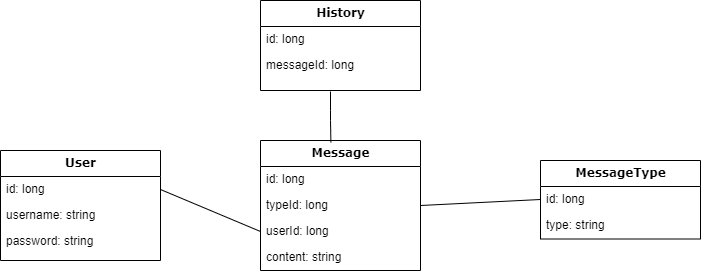 History
id: long
messageId: long
User
id: long
username: string
password: string
Message
id: long
typeId: long
userId: long
content: string
MessageType
id: long
type: string